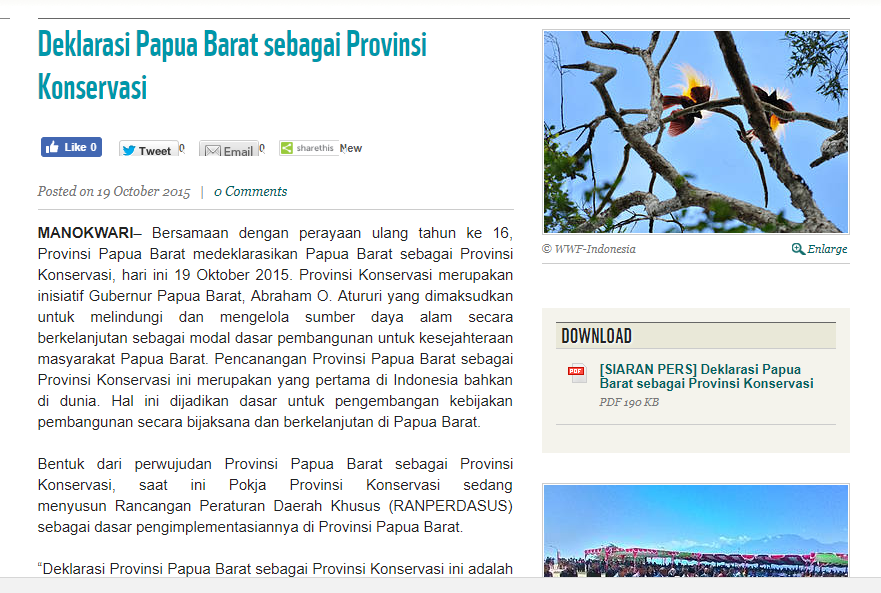 Deklarasi Papua Barat sebagai Provinsi
Konservasi
Like 0
Tweet 0
Email 0
sharethis New
Posted on 19 October 2015 | 0 Comments
MANOKWARI– Bersamaan dengan perayaan ulang tahun ke 16,
Provinsi Papua Barat medeklarasikan Papua Barat sebagai Provinsi
Konservasi, hari ini 19 Oktober 2015. Provinsi Konservasi merupakan
inisiatif Gubernur Papua Barat, Abraham O. Atururi yang dimaksudkan
untuk melindungi dan mengelola sumber daya alam secara
berkelanjutan sebagai modal dasar pembangunan untuk kesejahteraan
masyarakat Papua Barat. Pencanangan Provinsi Papua Barat sebagai
Provinsi Konservasi ini merupakan yang pertama di Indonesia bahkan
di dunia. Hal ini dijadikan dasar untuk pengembangan kebijakan
pembangunan secara bijaksana dan berkelanjutan di Papua Barat.
Bentuk dari perwujudan Provinsi Papua Barat sebagai Provinsi
Konservasi, saat ini Pokja Provinsi Konservasi sedang
menyusun Rancangan Peraturan Daerah Khusus (RANPERDASUS)
sebagai dasar pengimplementasiannya di Provinsi Papua Barat.
“Deklarasi Provinsi Papua Barat sebagai Provinsi Konservasi ini adalah
© WWF-Indonesia
Enlarge
DOWNLOAD
PDF
[SIARAN PERS] Deklarasi Papua
Barat sebagai Provinsi Konservasi
PDF 190 KB